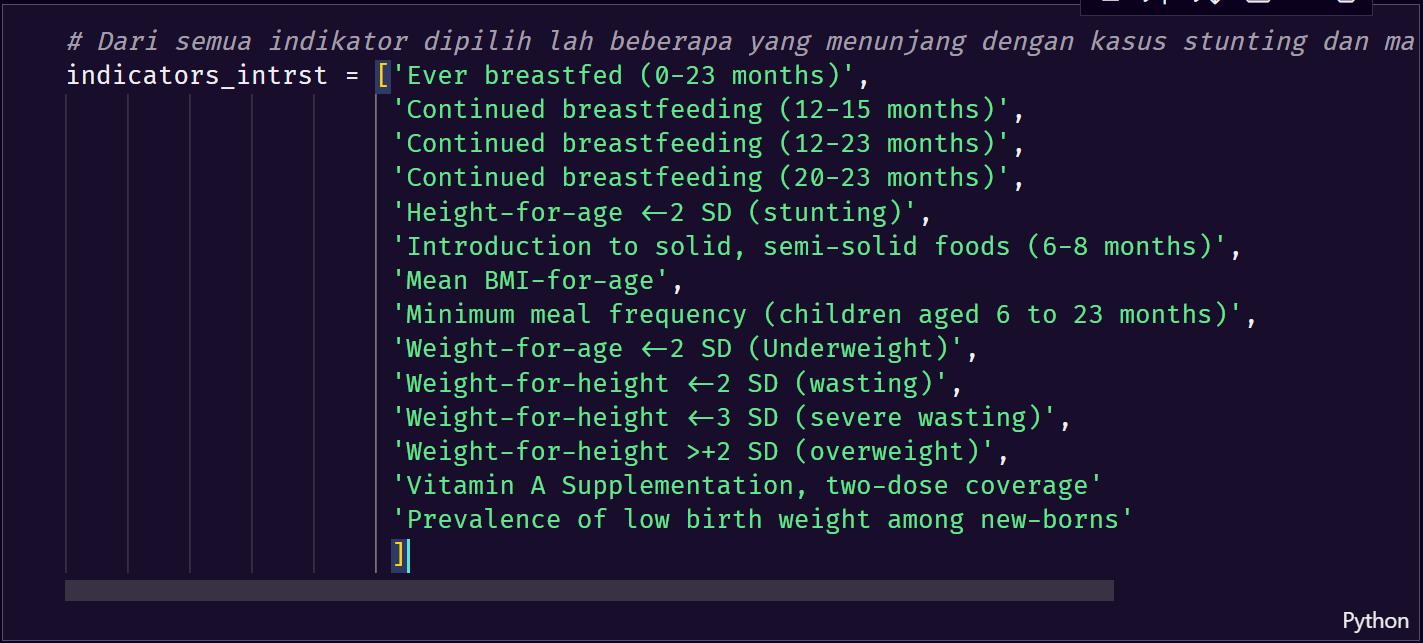 # Dari semua indikator dipilih lah beberapa yang menunjang dengan kasus stunting dan ma
indicators_intrst = ['Ever breastfed (0-23 months)',
'Continued breastfeeding (12-15 months)',
'Continued breastfeeding (12-23 months)',
'Continued breastfeeding (20-23 months)',
'Height-for-age <-2 SD (stunting)',
'Introduction to solid, semi-solid foods (6-8 months)',
'Mean BMI-for-age',
'Minimum meal frequency (children aged 6 to 23 months)',
'Weight-for-age <-2 SD (Underweight)',
'Weight-for-height <-2 SD (wasting)',
'Weight-for-height <-3 SD (severe wasting)',
'Weight-for-height >+2 SD (overweight)',
'Vitamin A Supplementation, two-dose coverage'
'Prevalence of low birth weight among new-borns'
]
Python